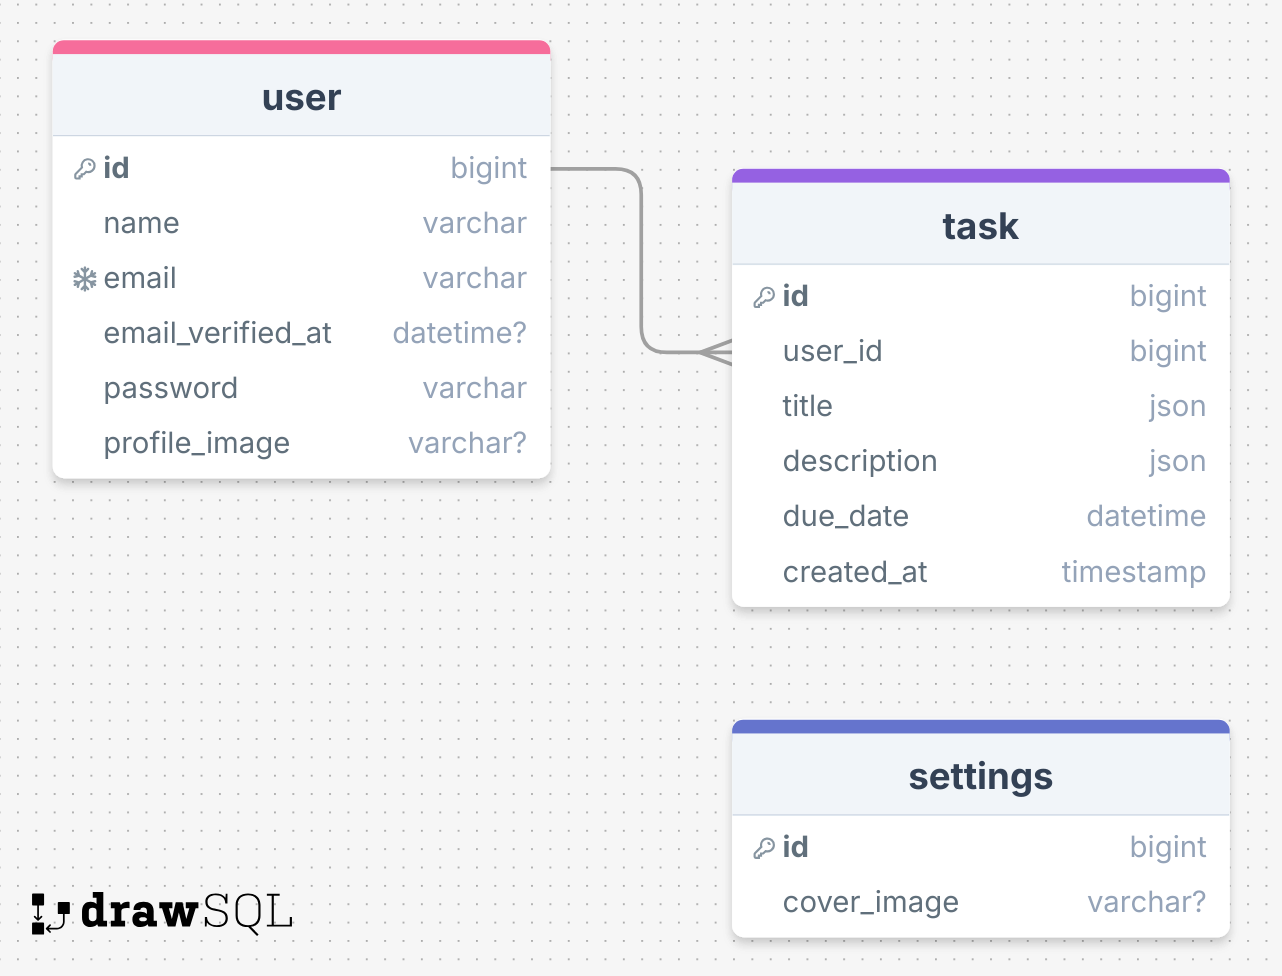 user
id bigint
name varchar
email varchar
email_verified_at datetime?
password varchar
profile_image varchar?
task
id bigint
user_id bigint
title json
description json
due_date datetime
created_at timestamp
settings
id bigint
cover_image varchar?
drawSQL